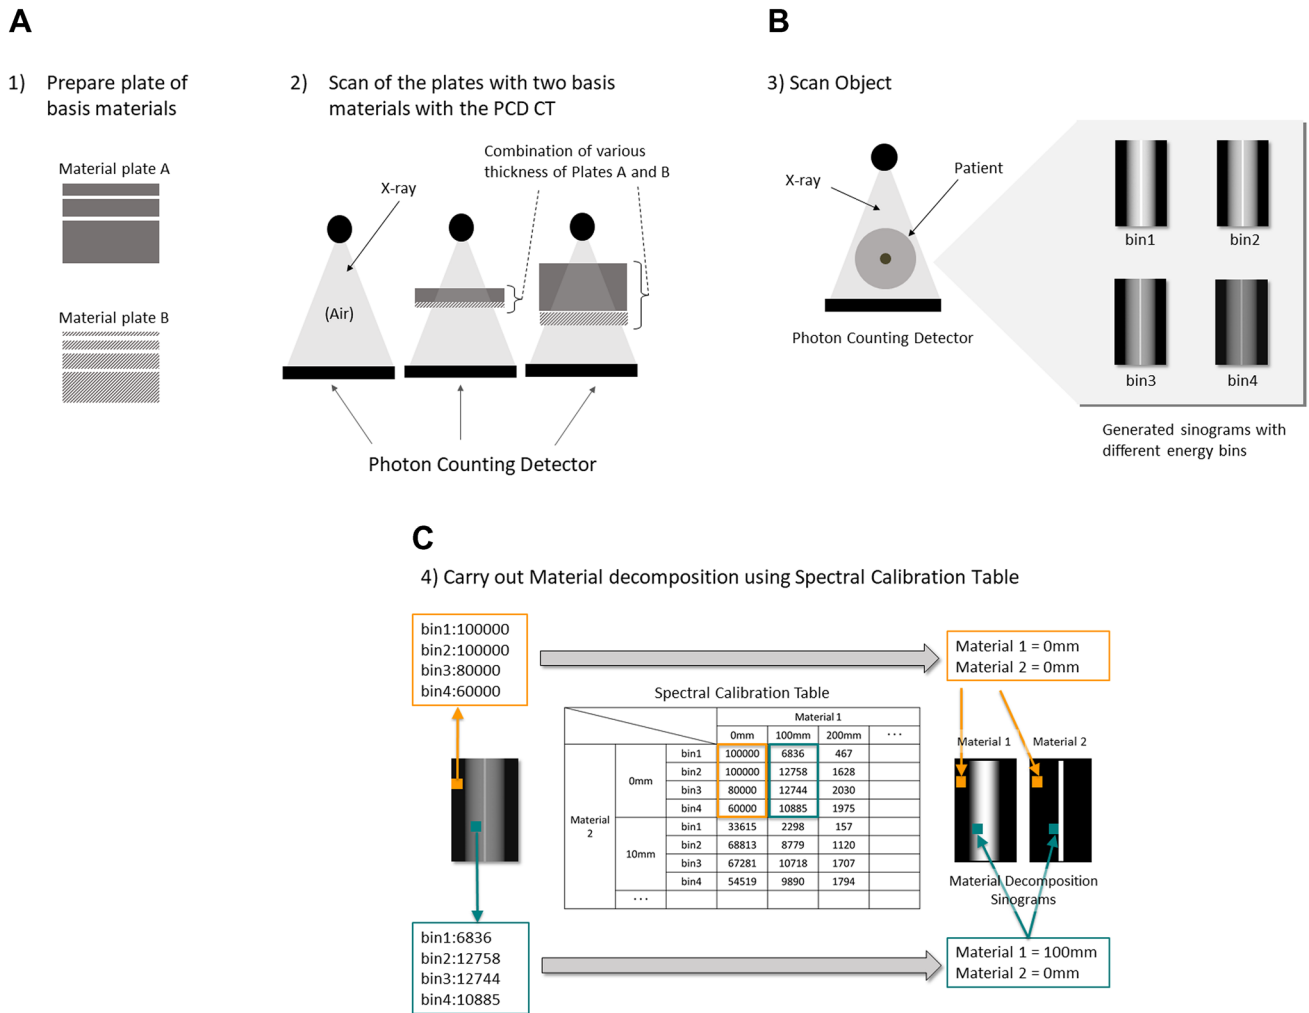 A
1) Prepare plate of
basis materials
Material plate A
Material plate B
2) Scan of the plates with two basis
materials with the PCD CT
Combination of various
thickness of Plates A and B
X-ray
(Air)
Photon Counting Detector
B
3) Scan Object
X-ray
Patient
Photon Counting Detector
bin1 bin2
bin3 bin4
Generated sinograms with
different energy bins
C
4) Carry out Material decomposition using Spectral Calibration Table
bin1:100000
bin2:100000
bin3:80000
bin4:60000
Material 1 = 0mm
Material 2 = 0mm
Spectral Calibration Table
Material 1
0mm 100mm 200mm ...
Material
2
0mm
bin1 100000 6836 467
bin2 100000 12758 1628
bin3 80000 12744 2030
bin4 60000 10885 1975
10mm
bin1 33615 2298 157
bin2 68813 8779 1120
bin3 67281 10718 1707
bin4 54519 9890 1794
...
Material 1 Material 2
Material Decomposition
Sinograms
bin1:6836
bin2:12758
bin3:12744
bin4:10885
Material 1 = 100mm
Material 2 = 0mm